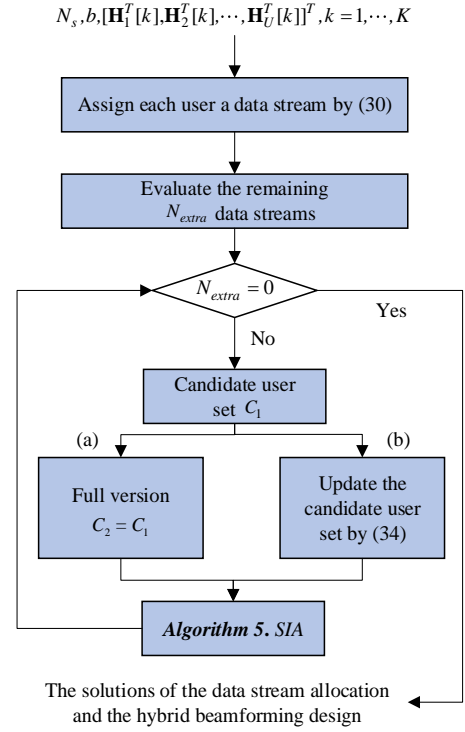 N_s, b, [H_1^T[k], H_2^T[k], ⋯, H_U^T[k]]^T, k = 1, ⋯, K
Assign each user a data stream by (30)
Evaluate the remaining
N_extra data streams
N_extra = 0
Yes
No
Candidate user
set C_1
(a)
(b)
Full version
C_2 = C_1
Update the
candidate user
set by (34)
Algorithm 5. SIA
The solutions of the data stream allocation
and the hybrid beamforming design